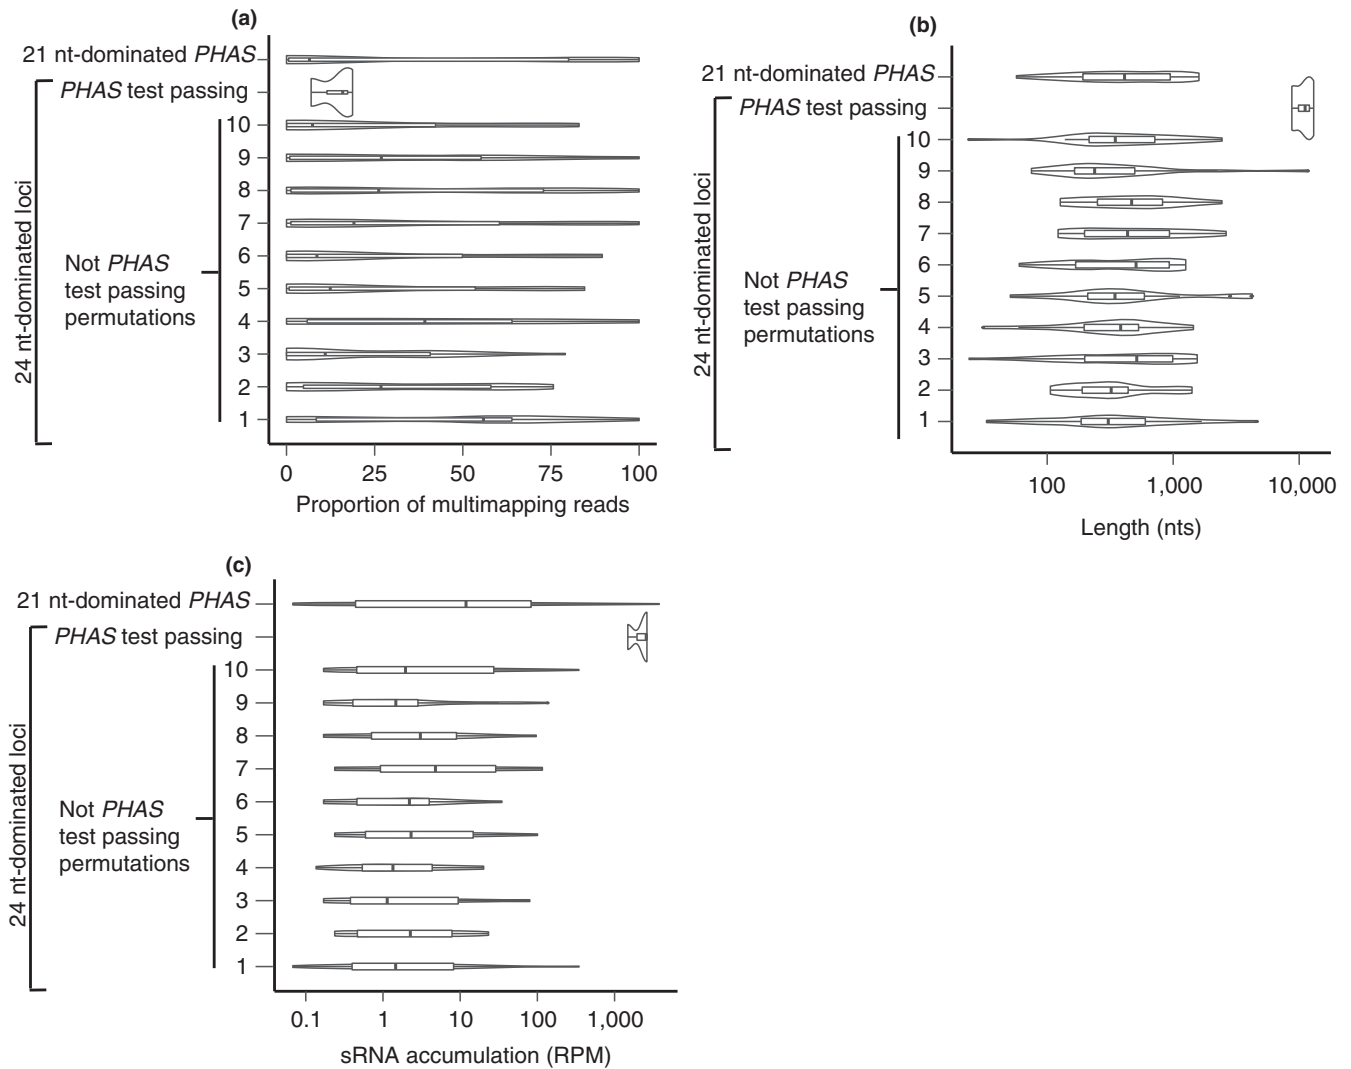 (a)
21 nt-dominated PHAS
PHAS test passing
10
9
8
7
6
5
4
3
2
1
Not PHAS
test passing
permutations
24 nt-dominated loci
0 25 50 75 100
Proportion of multimapping reads
(b)
21 nt-dominated PHAS
PHAS test passing
10
9
8
7
6
5
4
3
2
1
Not PHAS
test passing
permutations
24 nt-dominated loci
100 1,000 10,000
Length (nts)
(c)
21 nt-dominated PHAS
PHAS test passing
10
9
8
7
6
5
4
3
2
1
Not PHAS
test passing
permutations
24 nt-dominated loci
0.1 1 10 100 1,000
sRNA accumulation (RPM)